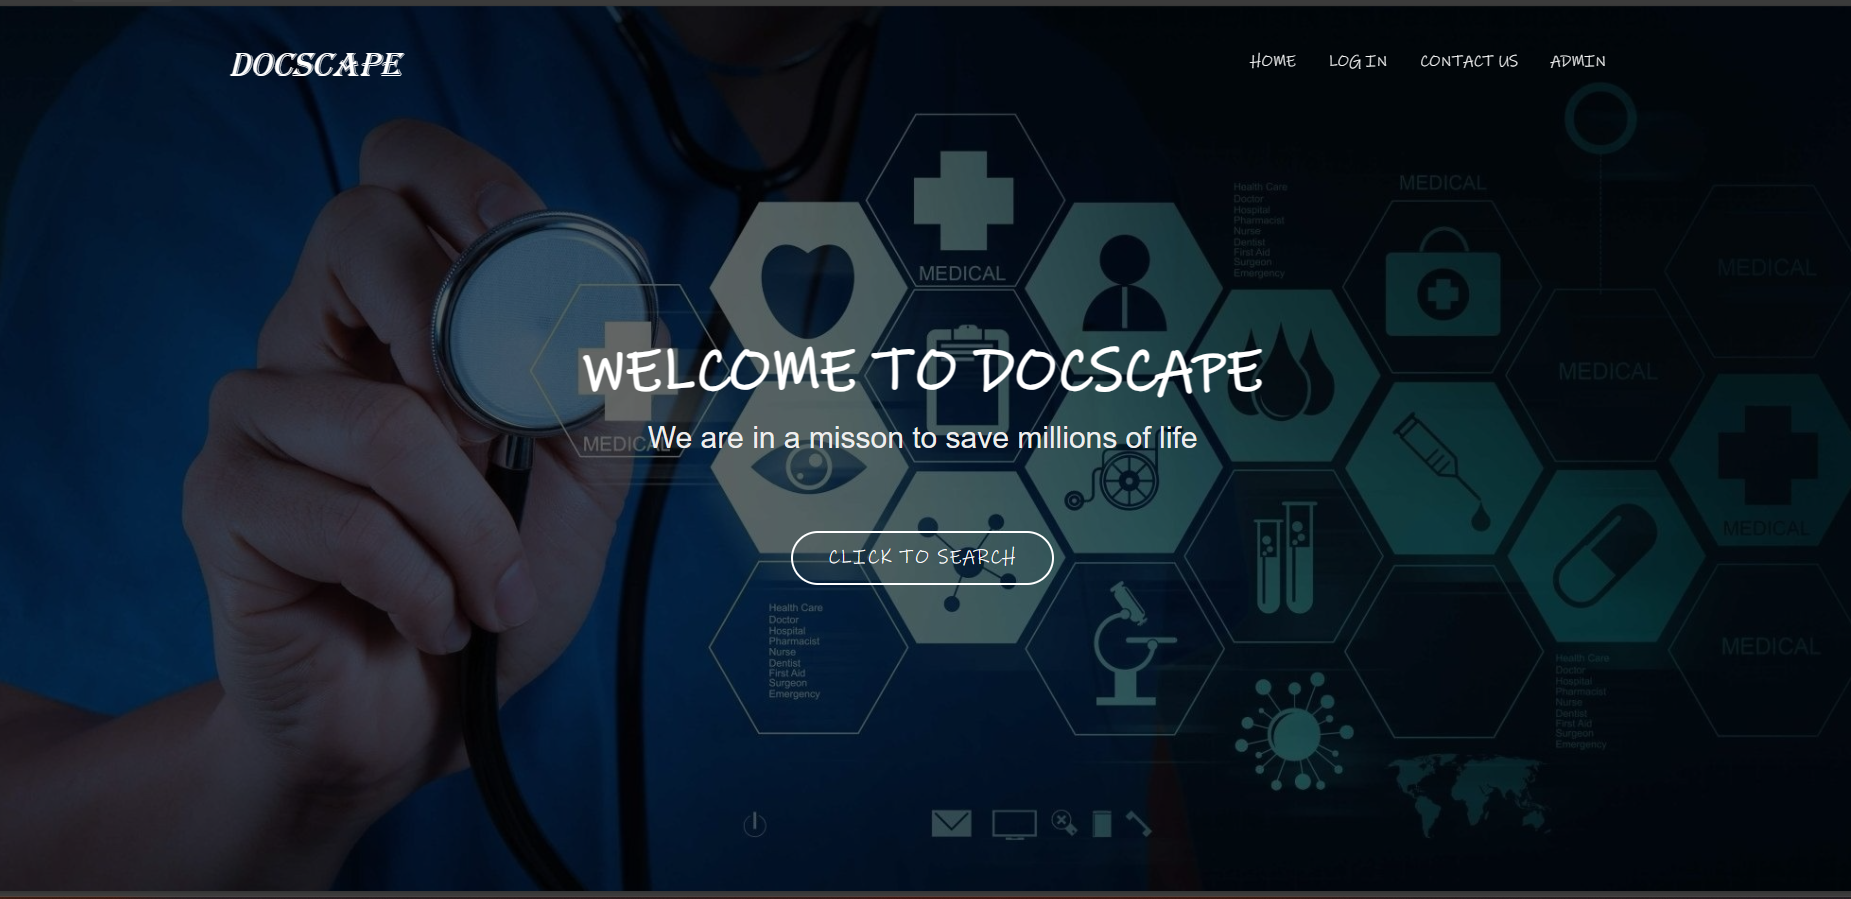 DOCSCAPE
HOME LOG IN CONTACT US ADMIN
MEDICAL
Health Care
Doctor
Hospital
Pharmacist
Nurse
Dentist
First Aid
Surgeon
Emergency
MEDICAL
MEDICAL
MEDICAL
WELCOME TO DOCSCAPE
We are in a misson to save millions of life
MEDICAL
MEDICAL
CLICK TO SEARCH
Health Care
Doctor
Hospital
Pharmacist
Nurse
Dentist
First Aid
Surgeon
Emergency
MEDICAL
Health Care
Doctor
Hospital
Pharmacist
Nurse
Dentist
First Aid
Surgeon
Emergency